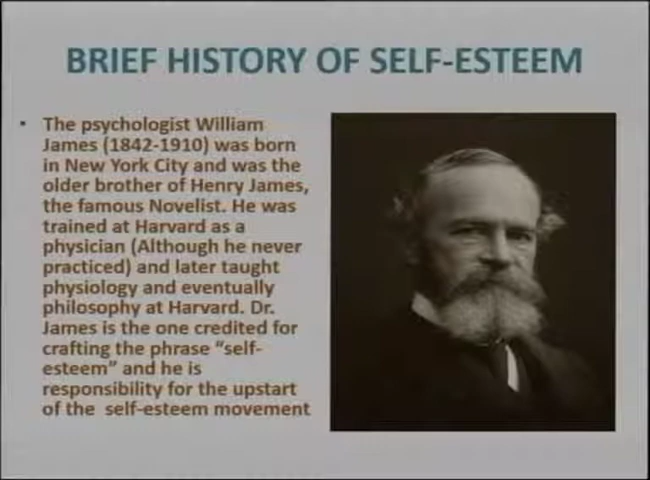 BRIEF HISTORY OF SELF-ESTEEM
• The psychologist William
James (1842-1910) was born
in New York City and was the
older brother of Henry James,
the famous Novelist. He was
trained at Harvard as a
physician (Although he never
practiced) and later taught
physiology and eventually
philosophy at Harvard. Dr.
James is the one credited for
crafting the phrase “self-
esteem” and he is
responsibility for the upstart
of the  self-esteem movement